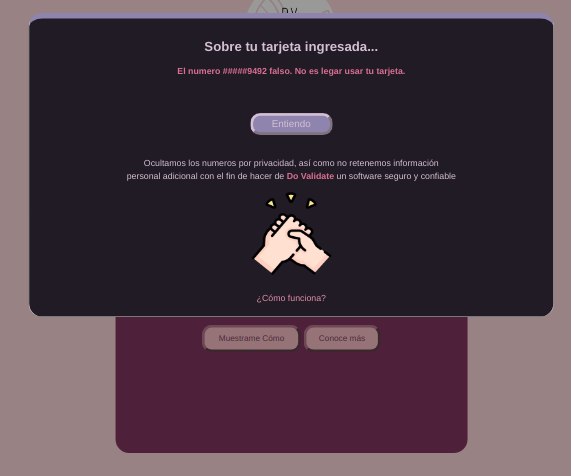 D V
Sobre tu tarjeta ingresada...
El numero #####9492 falso. No es legar usar tu tarjeta.
Entiendo
Ocultamos los numeros por privacidad, así como no retenemos información
personal adicional con el fin de hacer de Do Validate un software seguro y confiable
¿Cómo funciona?
Muestrame Cómo Conoce más